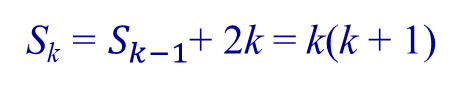 Sₖ = Sₖ₋₁ + 2k = k(k + 1)